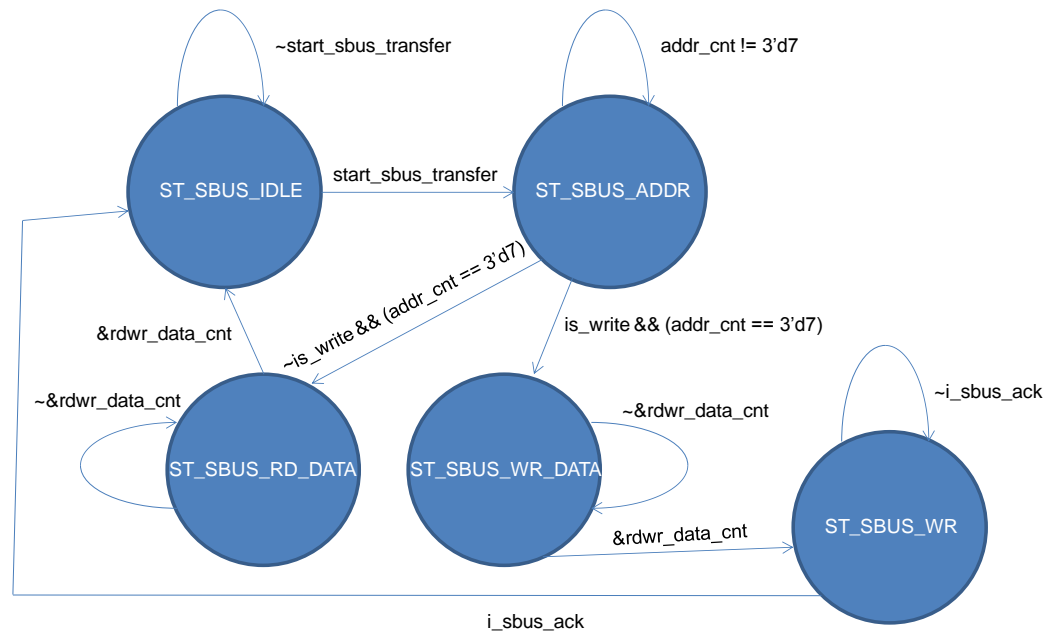 ~start_sbus_transfer
addr_cnt != 3’d7
ST_SBUS_IDLE
start_sbus_transfer
ST_SBUS_ADDR
~is_write && (addr_cnt == 3’d7)
is_write && (addr_cnt == 3’d7)
&rdwr_data_cnt
~&rdwr_data_cnt
~&rdwr_data_cnt
~i_sbus_ack
ST_SBUS_RD_DATA
ST_SBUS_WR_DATA
ST_SBUS_WR
&rdwr_data_cnt
i_sbus_ack